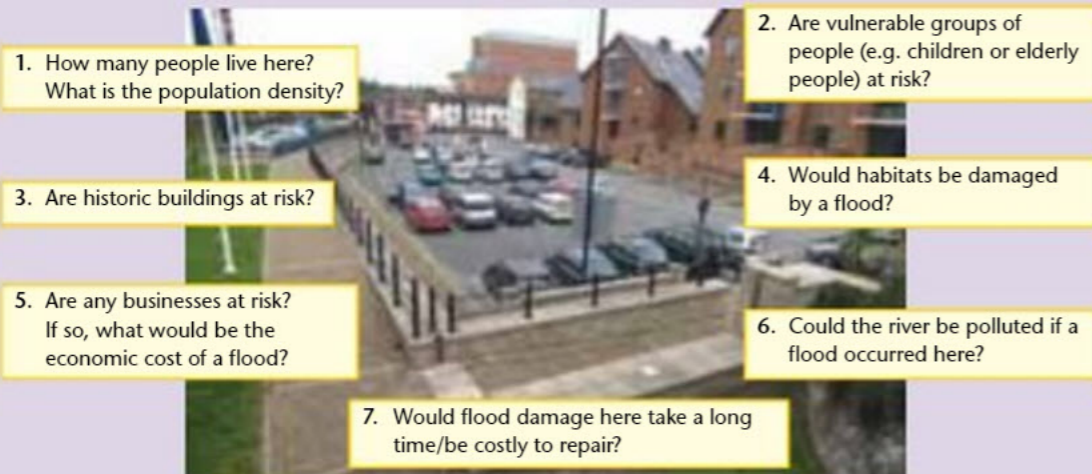 1. How many people live here?
What is the population density?
2. Are vulnerable groups of
people (e.g. children or elderly
people) at risk?
3. Are historic buildings at risk?
4. Would habitats be damaged
by a flood?
5. Are any businesses at risk?
If so, what would be the
economic cost of a flood?
6. Could the river be polluted if a
flood occurred here?
7. Would flood damage here take a long
time/be costly to repair?